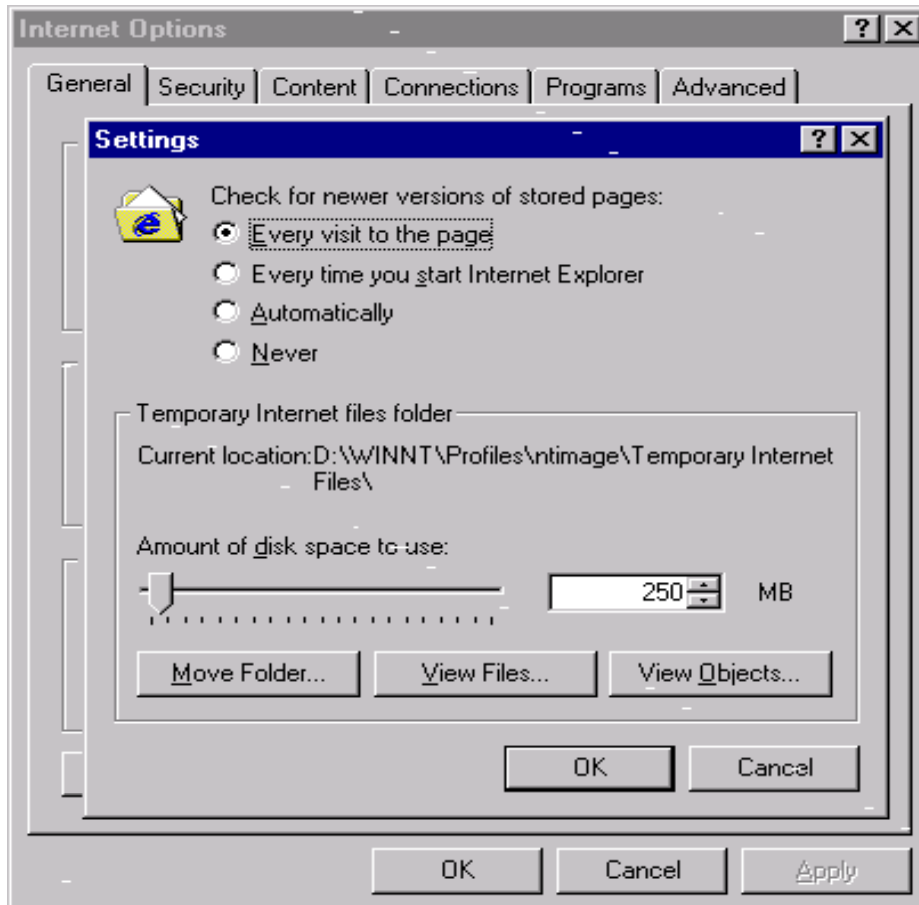 Internet Options
General Security Content Connections Programs Advanced
Settings
Check for newer versions of stored pages:
Every visit to the page
Every time you start Internet Explorer
Automatically
Never
Temporary Internet files folder
Current location:D:\WINNT\Profiles\ntimage\Temporary Internet
Files\
Amount of disk space to use:
250 MB
Move Folder... View Files... View Objects...
OK Cancel
OK Cancel Apply